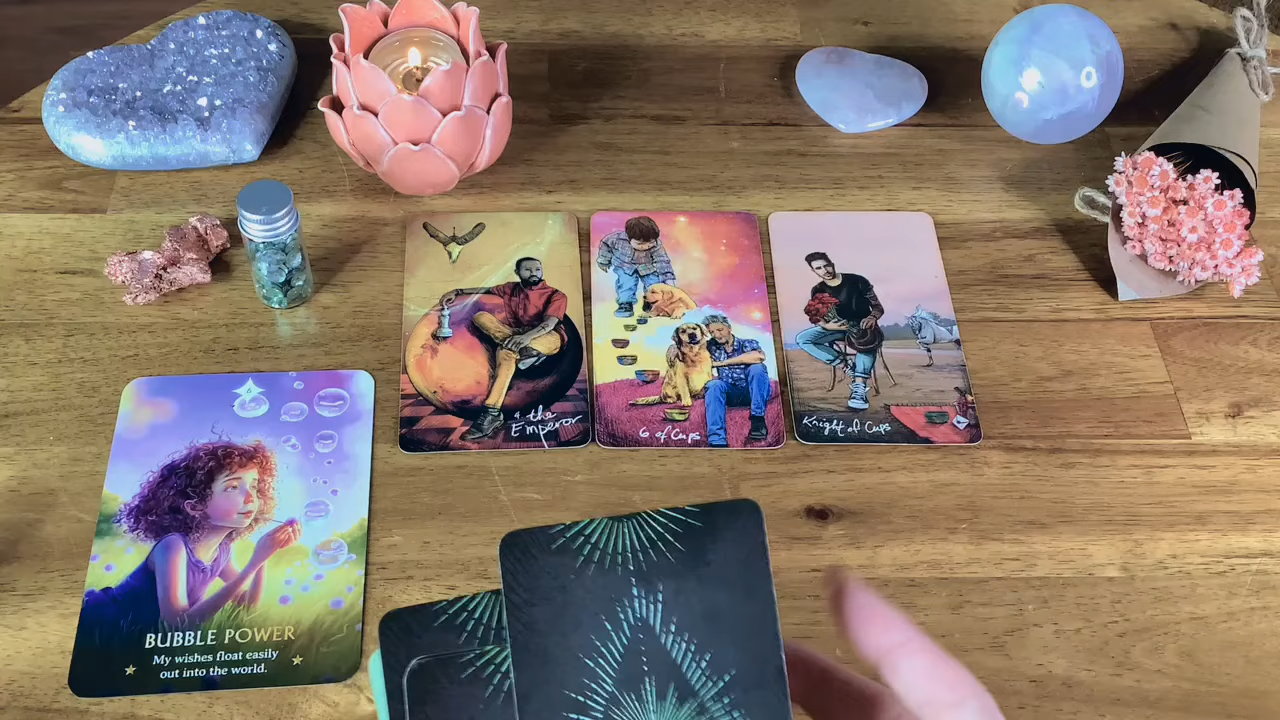 4. the
Emperor
6 of Cups
Knight of Cups
BUBBLE POWER
My wishes float easily
out into the world.